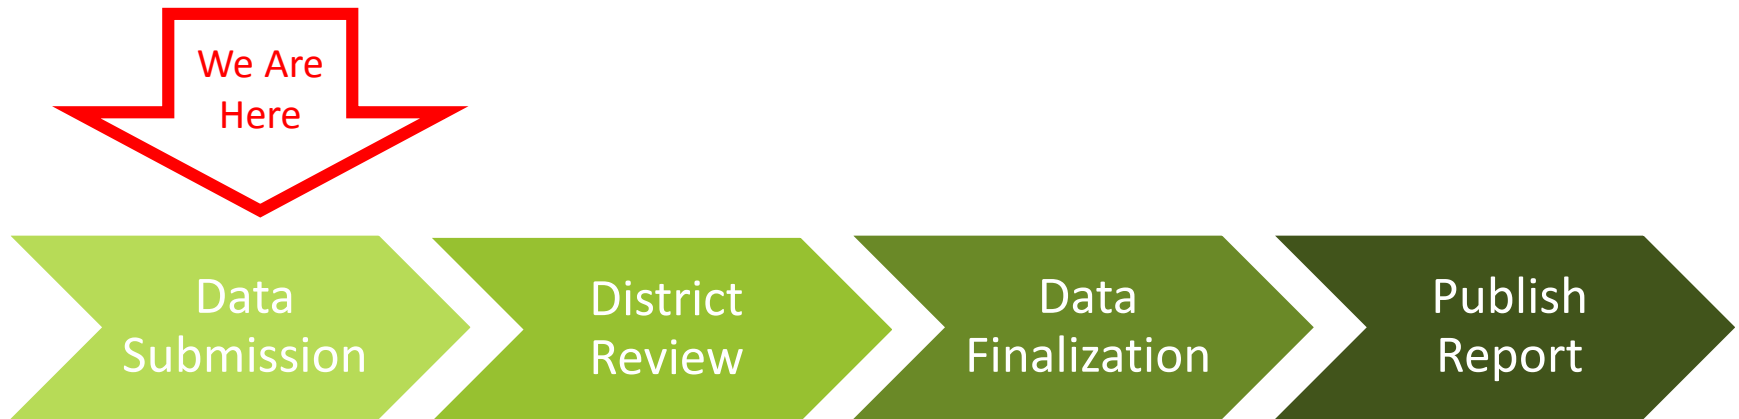 We Are
Here
Data
Submission
District
Review
Data
Finalization
Publish
Report